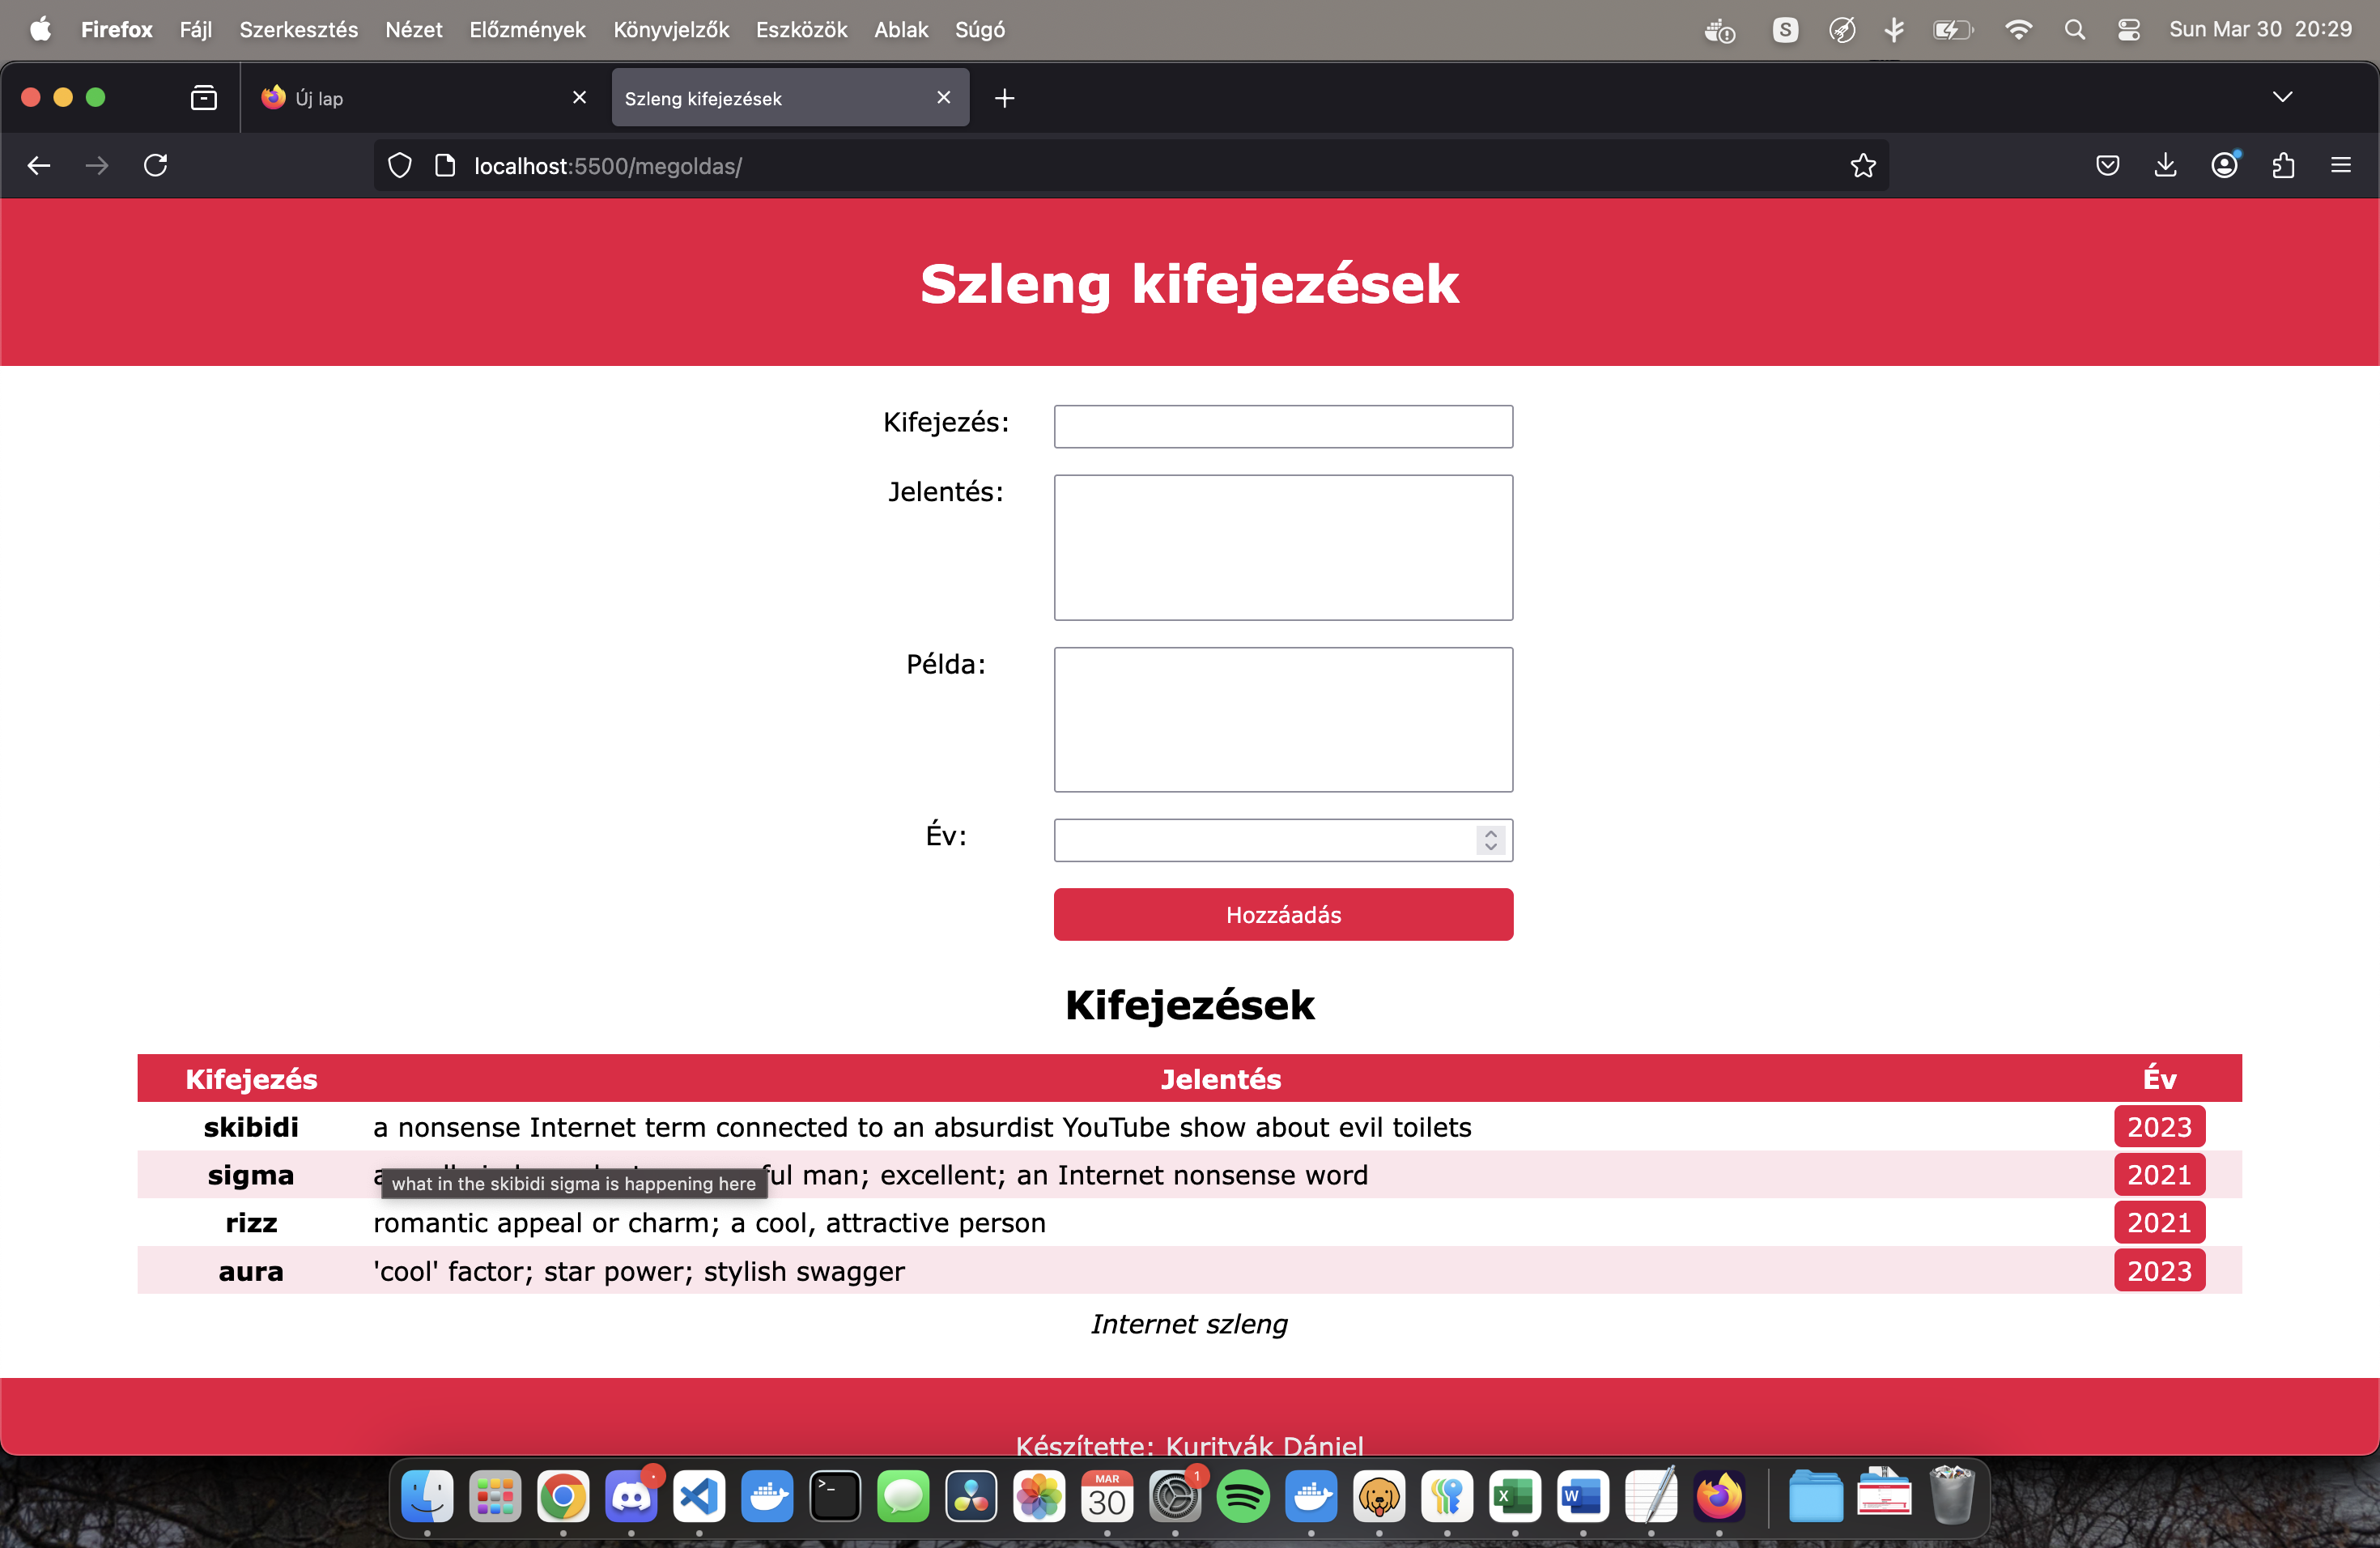 Firefox Fájl Szerkesztés Nézet Előzmények Könyvjelzők Eszközök Ablak Súgó S Sun Mar 30 20:29
Új lap Szleng kifejezések
localhost:5500/megoldas/
Szleng kifejezések
Kifejezés:
Jelentés:
Példa:
Év:
Hozzáadás
Kifejezések
Kifejezés Jelentés Év
skibidi a nonsense Internet term connected to an absurdist YouTube show about evil toilets 2023
sigma man; excellent; an Internet nonsense word 2021
what in the skibidi sigma is happening here
rizz romantic appeal or charm; a cool, attractive person 2021
aura 'cool' factor; star power; stylish swagger 2023
Internet szleng
Készítette: Kurityák Dániel
MAR
30
1
X
W